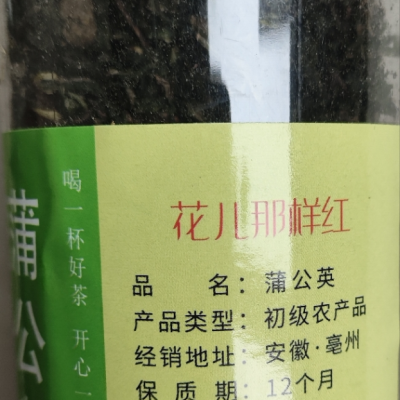 蒲公
喝一杯好茶 开心一
花儿那样红
品 名：蒲公英
产品类型：初级农产品
经销地址：安徽·亳州
保 质 期：12个月